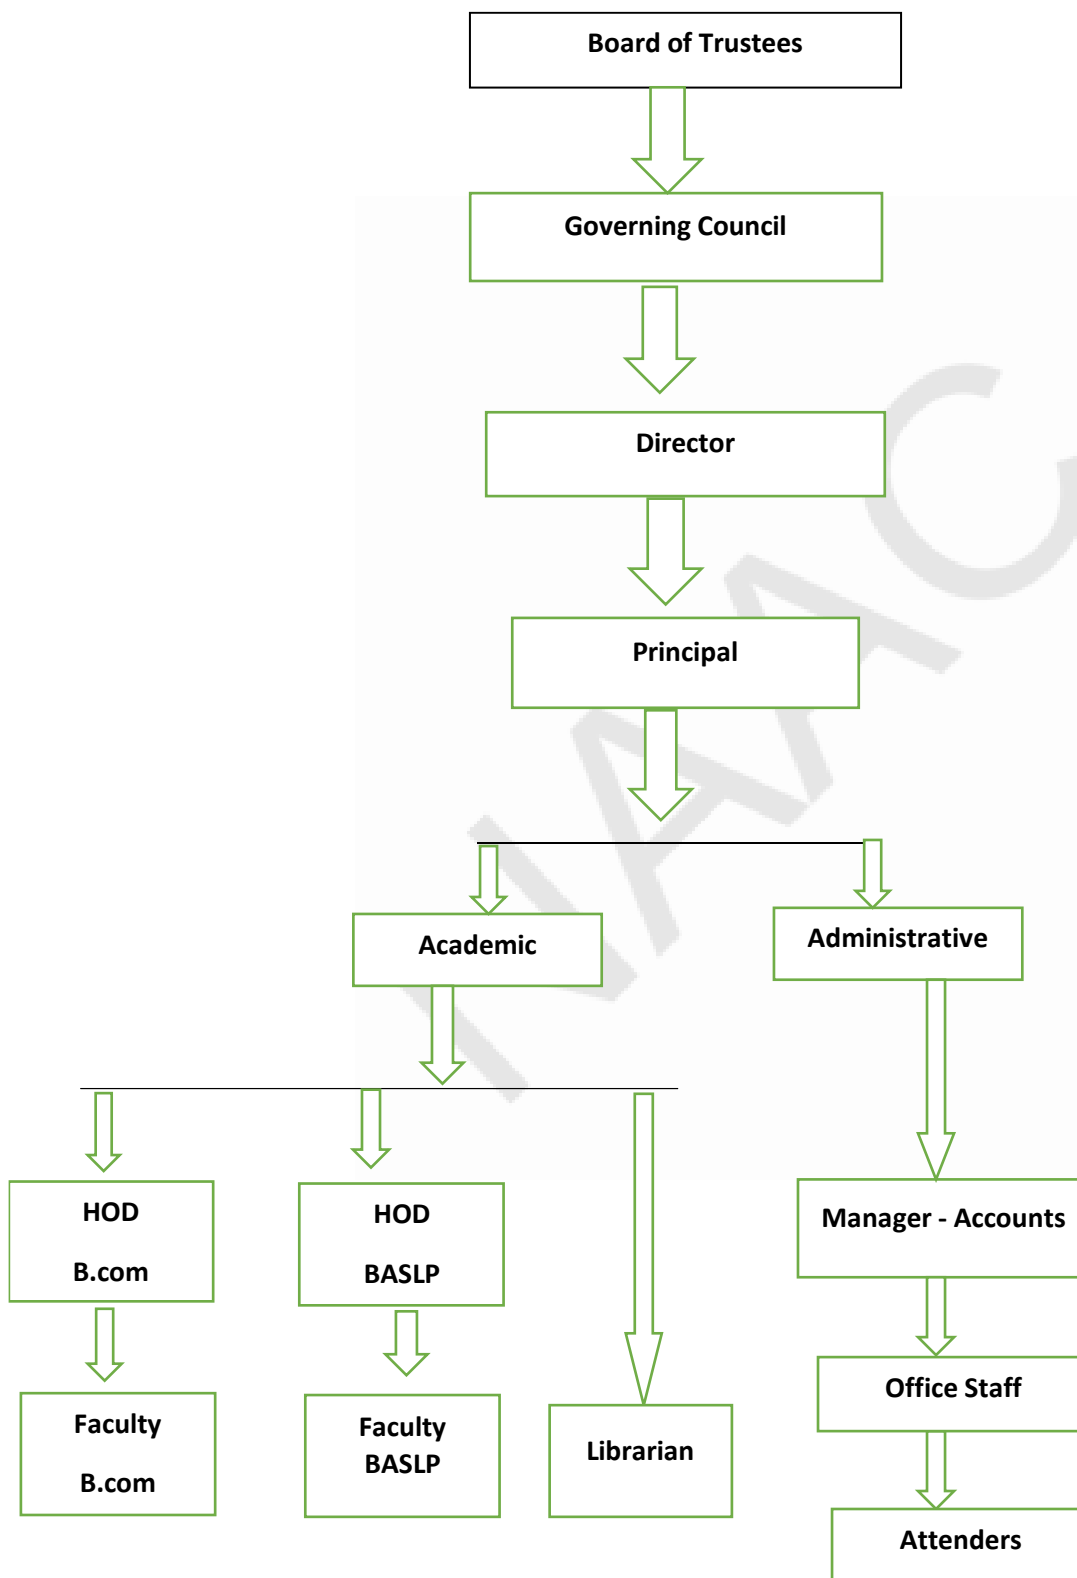 Board of Trustees
Governing Council
Director
Principal
Academic
Administrative
HOD
B.com
HOD
BASLP
Manager - Accounts
Faculty
B.com
Faculty
BASLP
Librarian
Office Staff
Attenders
NAAC